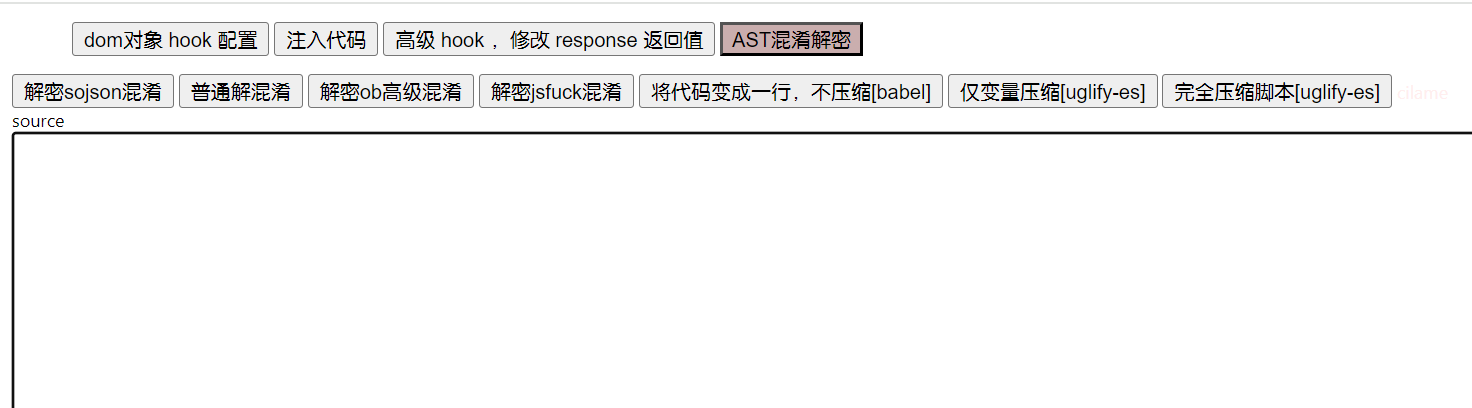 dom对象 hook 配置 注入代码 高级 hook ，修改 response 返回值 AST混淆解密
解密sojson混淆 普通解混淆 解密ob高级混淆 解密jsfuck混淆 将代码变成一行，不压缩[babel] 仅变量压缩[uglify-es] 完全压缩脚本[uglify-es] cilame
source